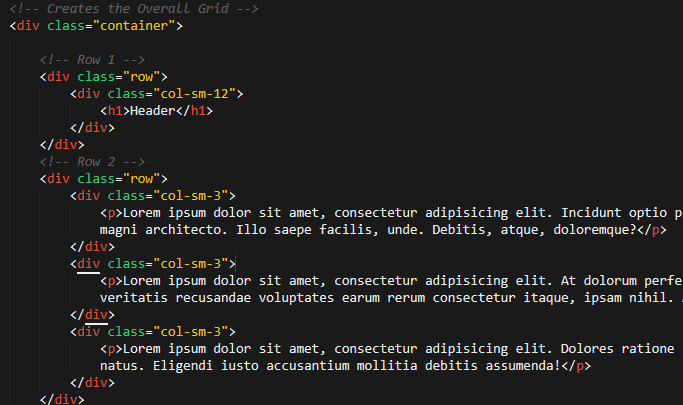 <!-- Creates the Overall Grid -->
<div class="container">
<!-- Row 1 -->
<div class="row">
<div class="col-sm-12">
<h1>Header</h1>
</div>
</div>
<!-- Row 2 -->
<div class="row">
<div class="col-sm-3">
<p>Lorem ipsum dolor sit amet, consectetur adipisicing elit. Incidunt optio p
magni architecto. Illo saepe facilis, unde. Debitis, atque, doloremque?</p>
</div>
<div class="col-sm-3">
<p>Lorem ipsum dolor sit amet, consectetur adipisicing elit. At dolorum perfe
veritatis recusandae voluptates earum rerum consectetur itaque, ipsam nihil.
</div>
<div class="col-sm-3">
<p>Lorem ipsum dolor sit amet, consectetur adipisicing elit. Dolores ratione
natus. Eligendi iusto accusantium mollitia debitis assumenda!</p>
</div>
</div>